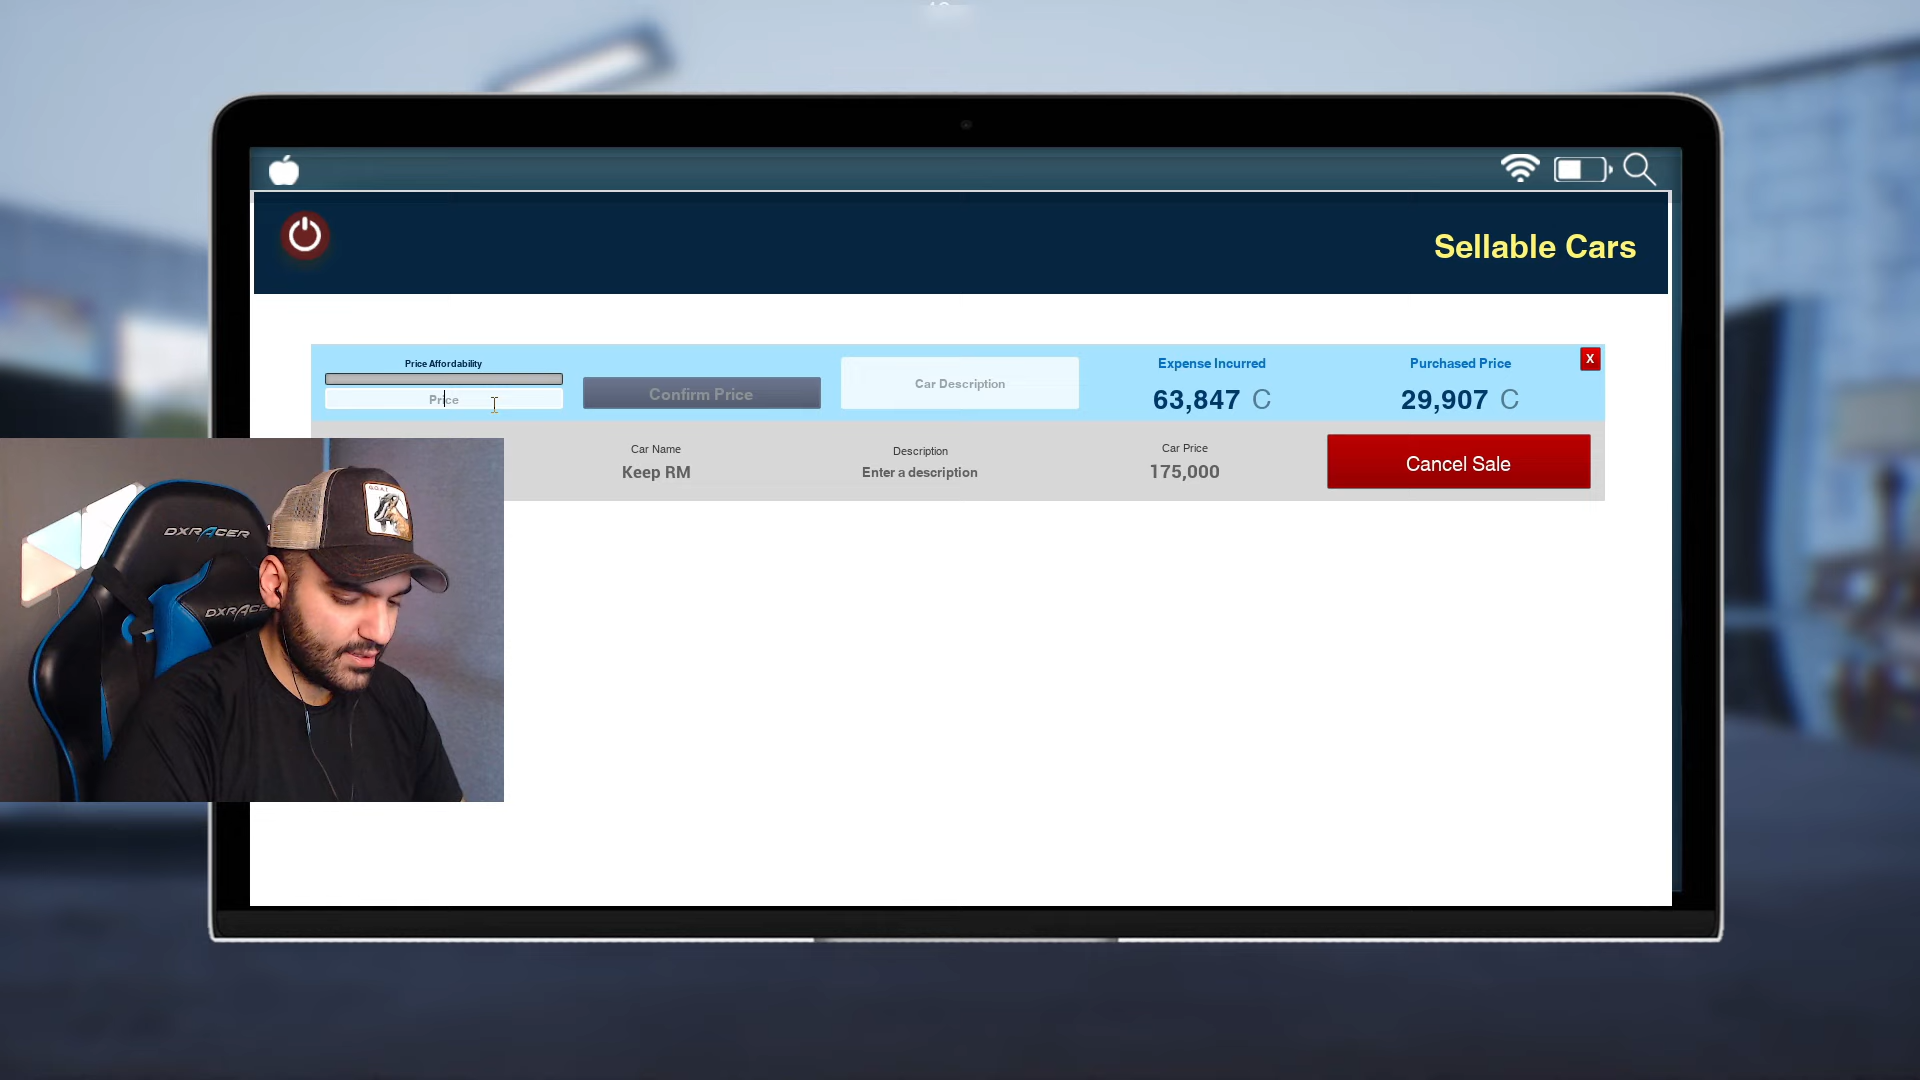 Sellable Cars
Price Affordability
Price
Confirm Price
Car Description
Expense Incurred
63,847 C
Purchased Price
29,907 C
X
Car Name
Keep RM
Description
Enter a description
Car Price
175,000
Cancel Sale
DXRACER
G.O.A.T.
DXRACE